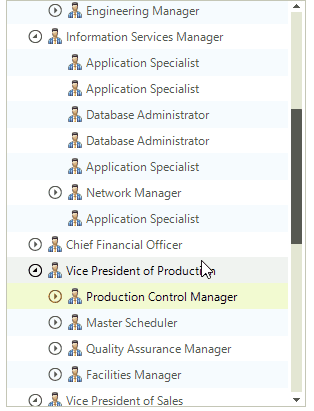 Engineering Manager
Information Services Manager
Application Specialist
Application Specialist
Database Administrator
Database Administrator
Application Specialist
Network Manager
Application Specialist
Chief Financial Officer
Vice President of Production
Production Control Manager
Master Scheduler
Quality Assurance Manager
Facilities Manager
Vice President of Sales